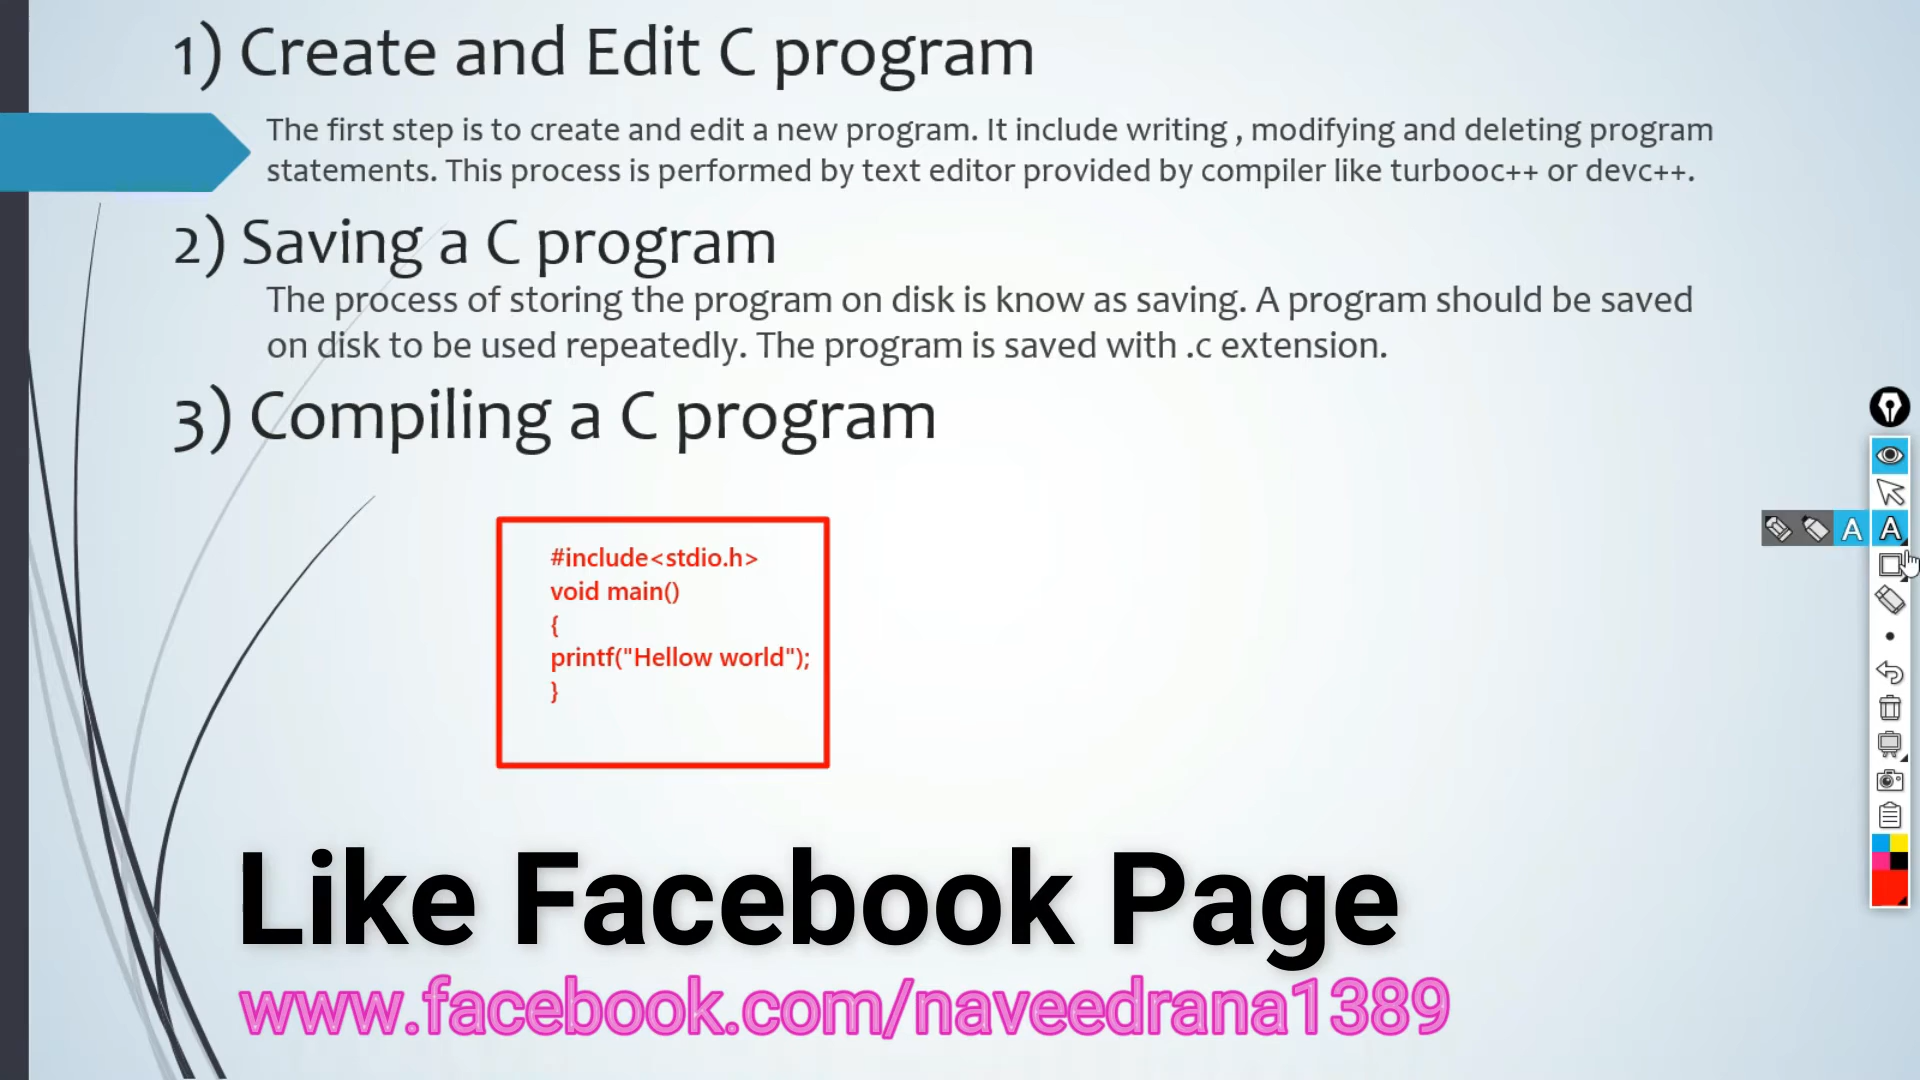 1) Create and Edit C program
The first step is to create and edit a new program. It include writing , modifying and deleting program
statements. This process is performed by text editor provided by compiler like turbooc++ or devc++.
2) Saving a C program
The process of storing the program on disk is know as saving. A program should be saved
on disk to be used repeatedly. The program is saved with .c extension.
3) Compiling a C program
#include<stdio.h>
void main()
{
printf("Hellow world");
}
A A
Like Facebook Page
www.facebook.com/naveedrana1389